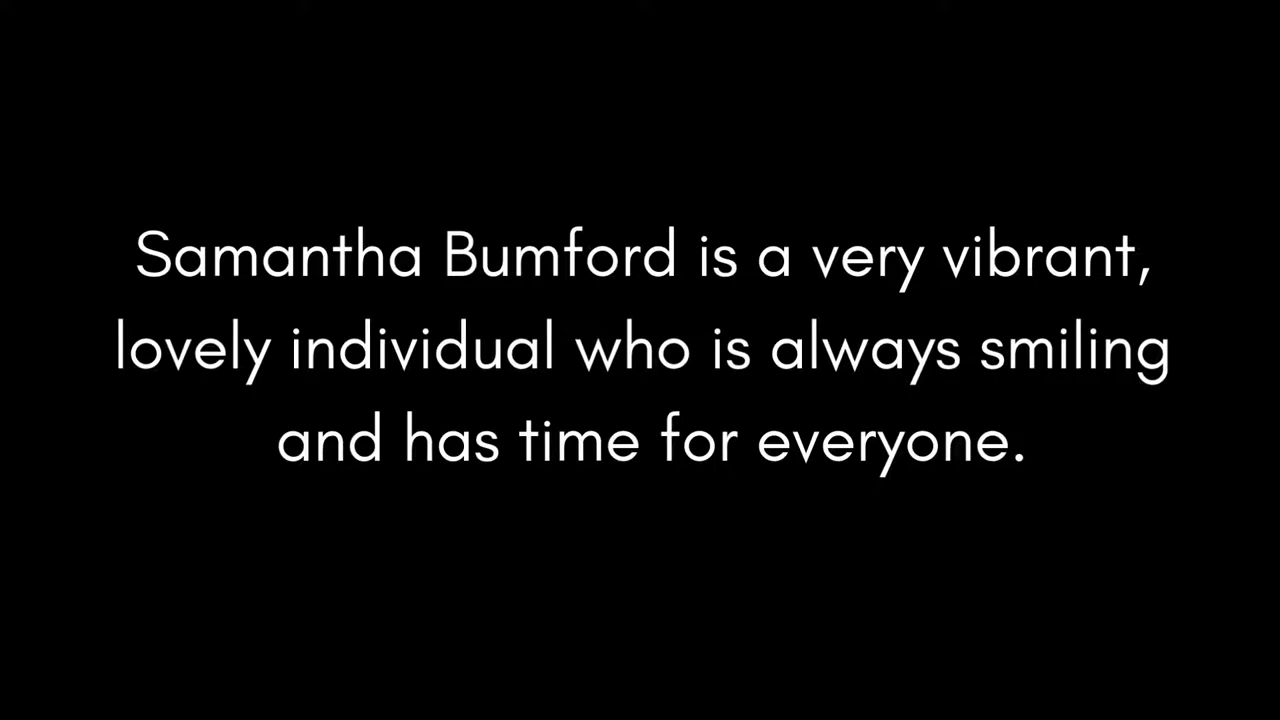 Samantha Bumford is a very vibrant,
lovely individual who is always smiling
and has time for everyone.